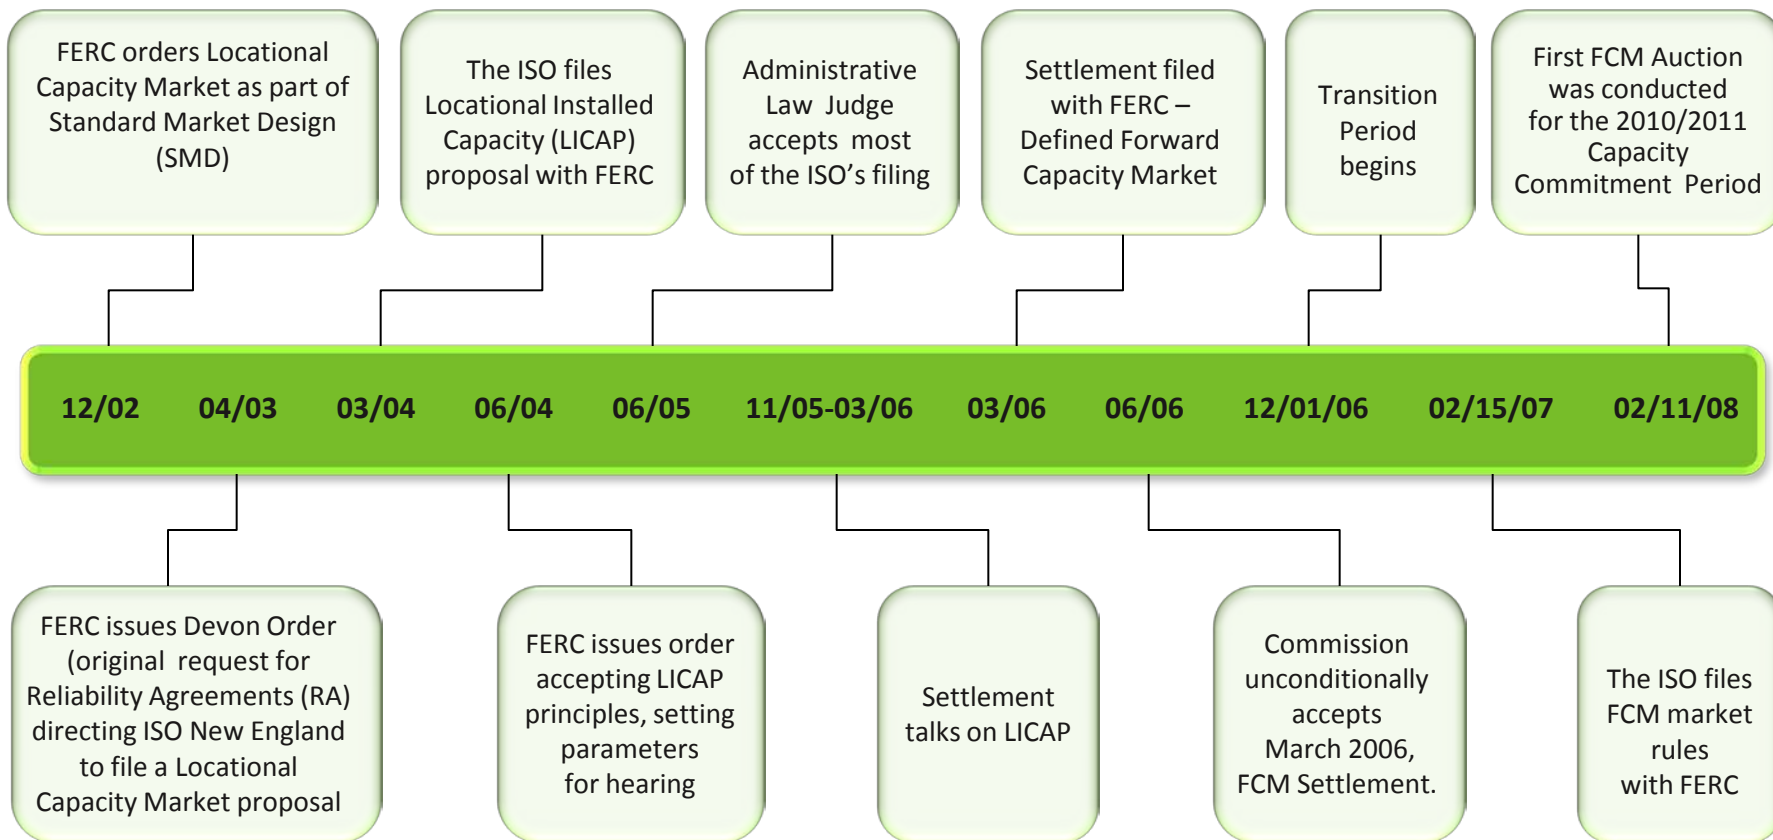 FERC orders Locational
Capacity Market as part of
Standard Market Design
(SMD)
The ISO files
Locational Installed
Capacity (LICAP)
proposal with FERC
Administrative
Law Judge
accepts most
of the ISO’s filing
Settlement filed
with FERC –
Defined Forward
Capacity Market
Transition
Period
begins
First FCM Auction
was conducted
for the 2010/2011
Capacity
Commitment Period
12/02 04/03 03/04 06/04 06/05 11/05-03/06 03/06 06/06 12/01/06 02/15/07 02/11/08
FERC issues Devon Order
(original request for
Reliability Agreements (RA)
directing ISO New England
to file a Locational
Capacity Market proposal
FERC issues order
accepting LICAP
principles, setting
parameters
for hearing
Settlement
talks on LICAP
Commission
unconditionally
accepts
March 2006,
FCM Settlement.
The ISO files
FCM market
rules
with FERC